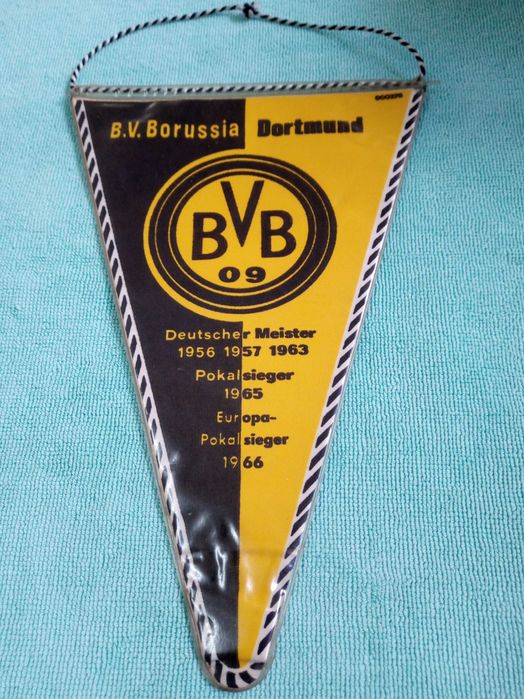 B.V. Borussia Dortmund
BVB
09
Deutscher Meister
1956 1957 1963
Pokalsieger
1965
Europa-
Pokalsieger
1966